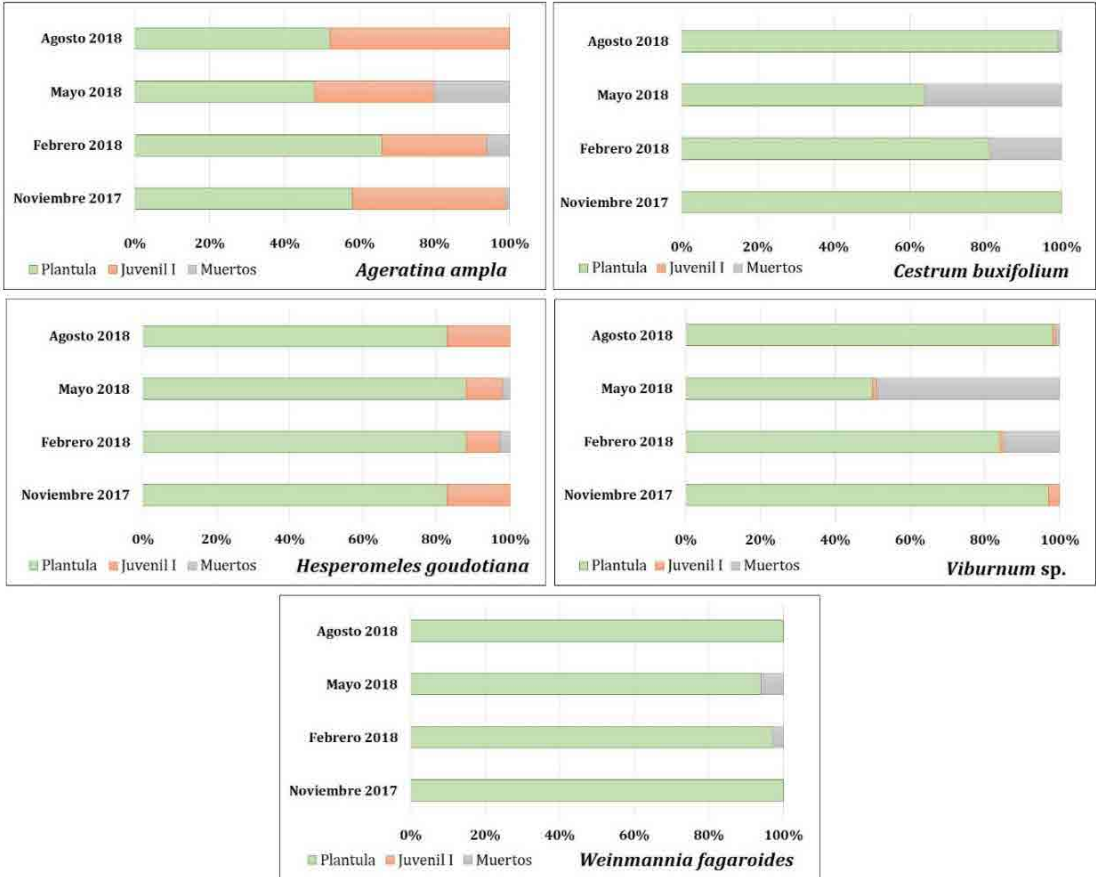 Agosto 2018
Mayo 2018
Febrero 2018
Noviembre 2017
0% 20% 40% 60% 80% 100%
Plantula Juvenil I Muertos
Ageratina ampla
Agosto 2018
Mayo 2018
Febrero 2018
Noviembre 2017
0% 20% 40% 60% 80% 100%
Plantula Juvenil I Muertos
Cestrum buxifolium
Agosto 2018
Mayo 2018
Febrero 2018
Noviembre 2017
0% 20% 40% 60% 80% 100%
Plantula Juvenil I Muertos
Hesperomeles goudotiana
Agosto 2018
Mayo 2018
Febrero 2018
Noviembre 2017
0% 20% 40% 60% 80% 100%
Plantula Juvenil I Muertos
Viburnum sp.
Agosto 2018
Mayo 2018
Febrero 2018
Noviembre 2017
0% 20% 40% 60% 80% 100%
Plantula Juvenil I Muertos
Weinmannia fagaroides